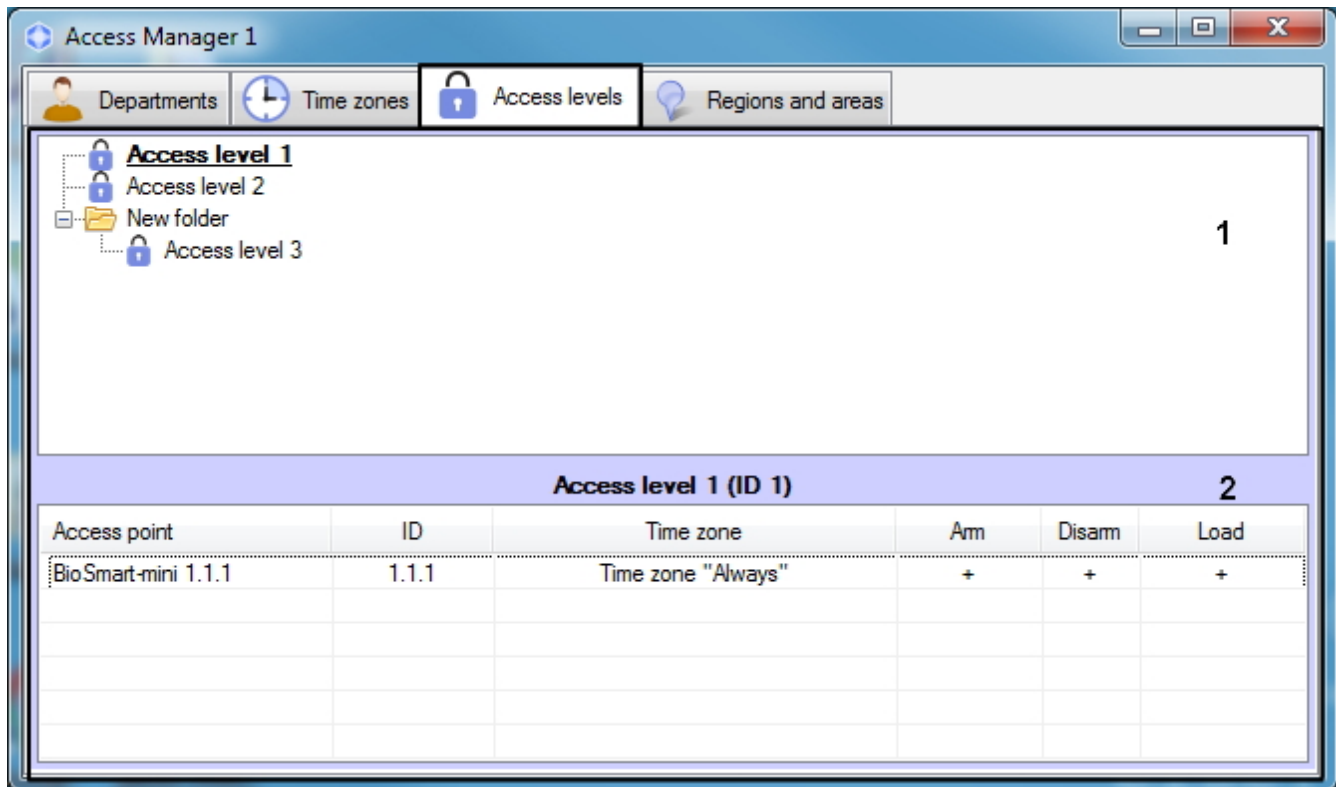 Access Manager 1
Departments Time zones Access levels Regions and areas
Access level 1
Access level 2
New folder
1
Access level 3
Access level 1 (ID 1) 2
Access point ID Time zone Arm Disarm Load
BioSmart-mini 1.1.1 1.1.1 Time zone "Always" + + +